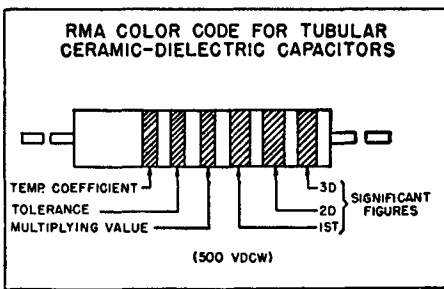 RMA COLOR CODE FOR TUBULAR
CERAMIC-DIELECTRIC CAPACITORS
TEMP. COEFFICIENT
TOLERANCE
MULTIPLYING VALUE
3D
2D
1ST
SIGNIFICANT
FIGURES
(500 VDCW)